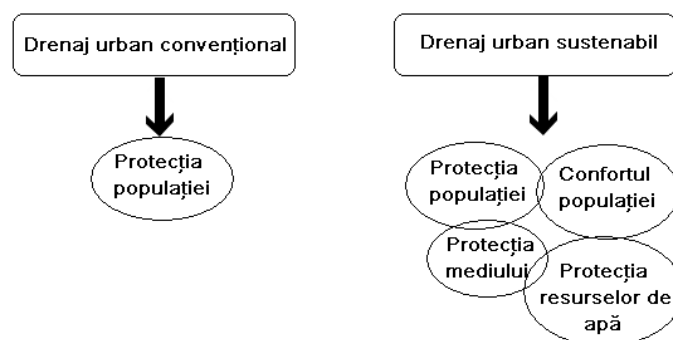 Drenaj urban convențional
Protecția
populației
Drenaj urban sustenabil
Protecția
populației
Confortul
populației
Protecția
mediului
Protecția
resurselor de
apă